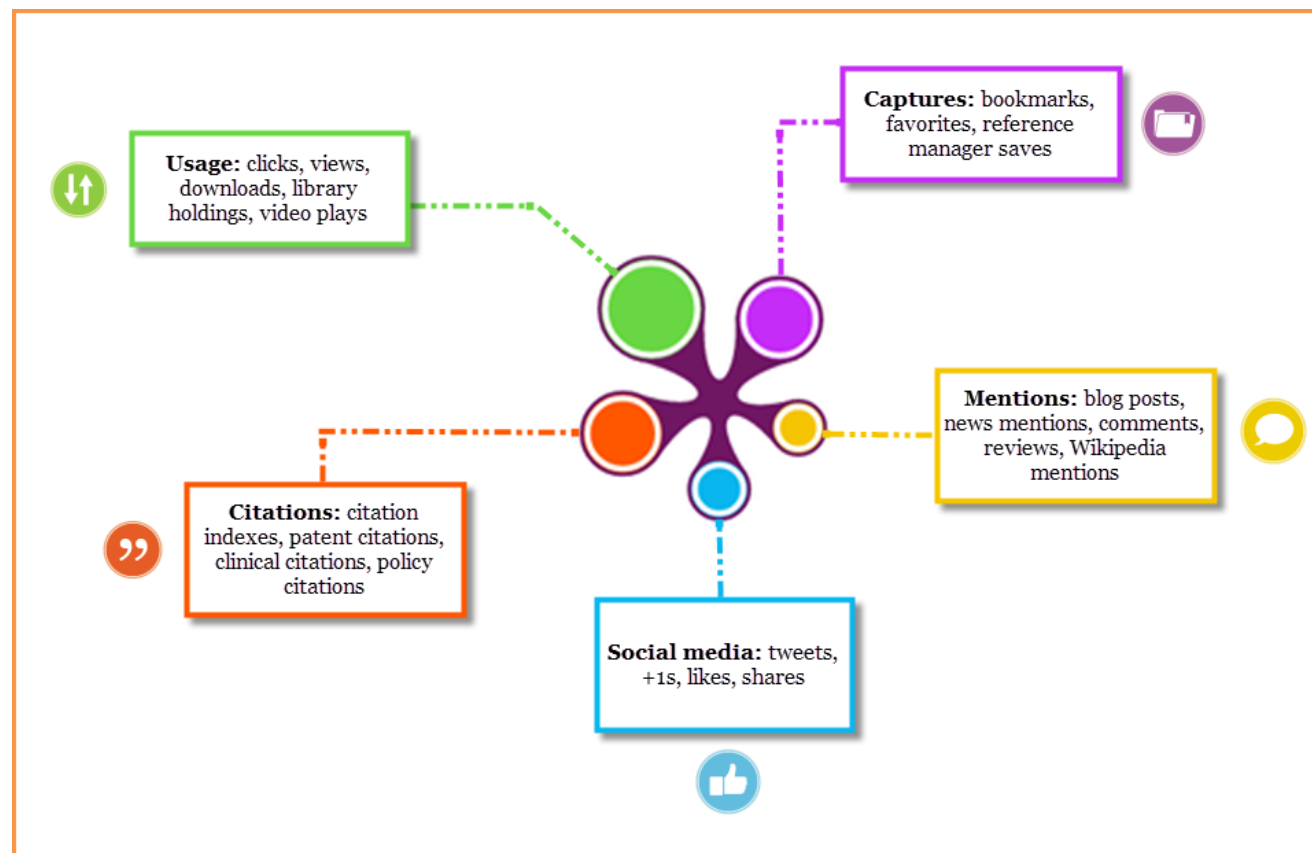 Captures: bookmarks,
favorites, reference
manager saves
Usage: clicks, views,
downloads, library
holdings, video plays
Mentions: blog posts,
news mentions, comments,
reviews, Wikipedia
mentions
Citations: citation
indexes, patent citations,
clinical citations, policy
citations
Social media: tweets,
+1s, likes, shares